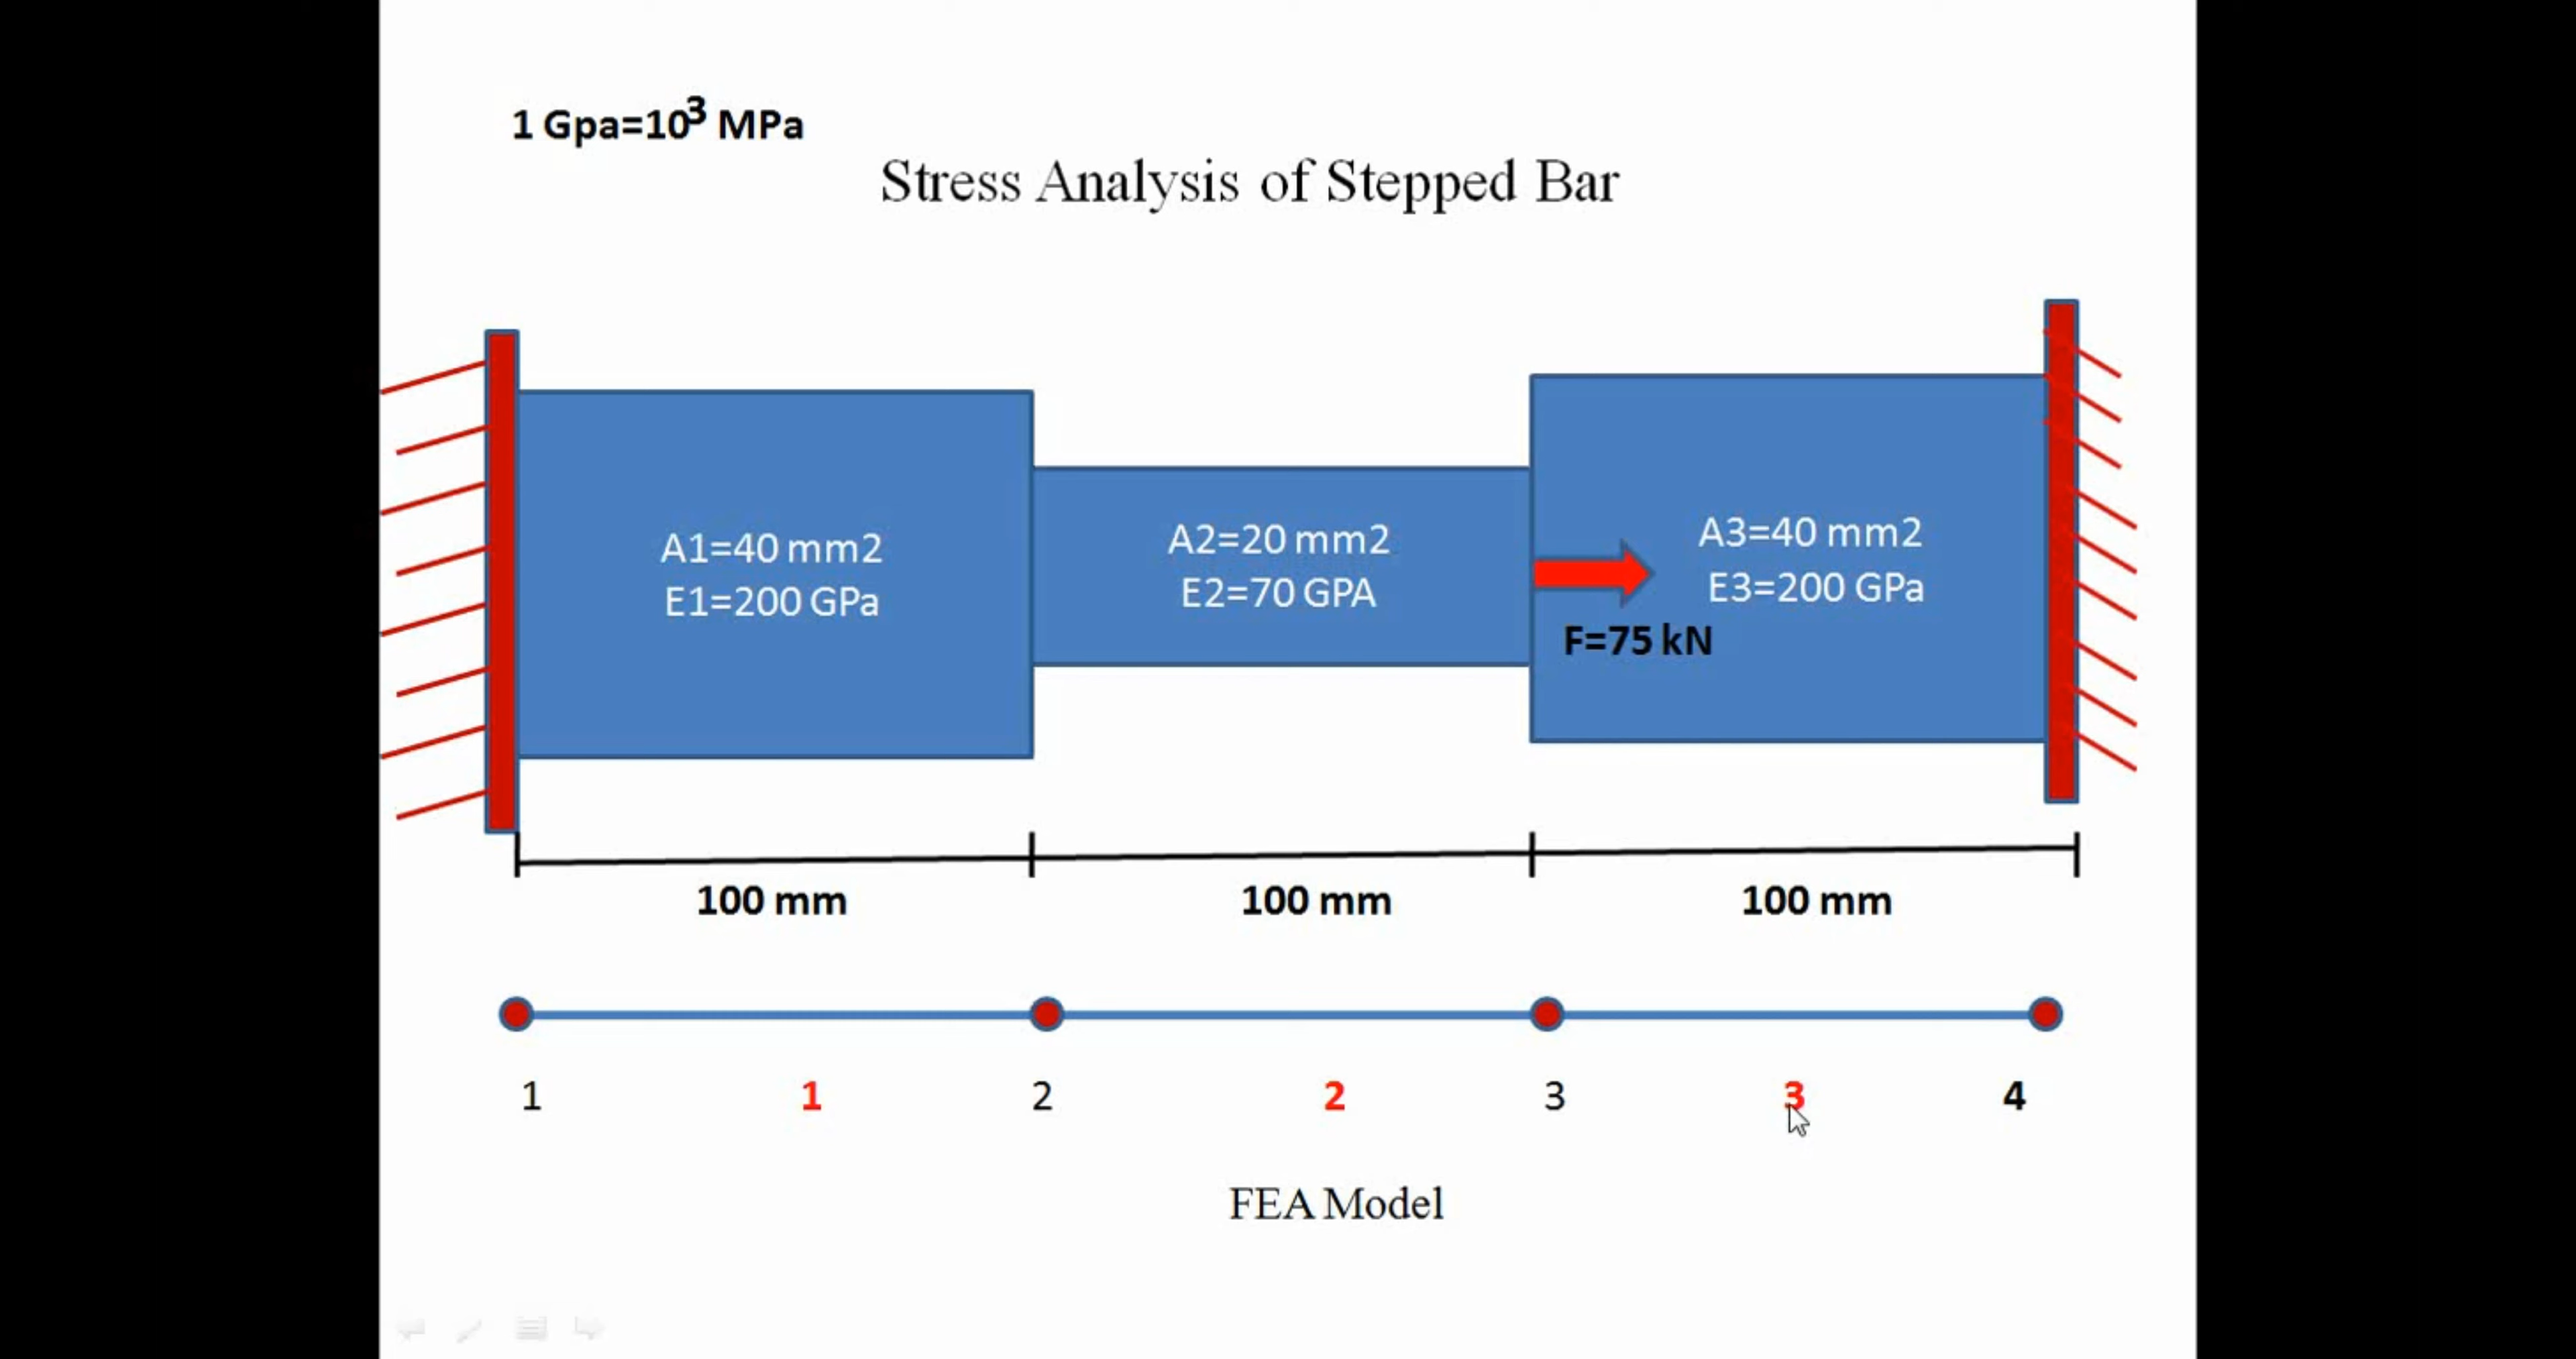 1 Gpa=10³ MPa
Stress Analysis of Stepped Bar
A1=40 mm2
E1=200 GPa
A2=20 mm2
E2=70 GPA
A3=40 mm2
E3=200 GPa
F=75 kN
100 mm 100 mm 100 mm
1 1 2 2 3 3 4
FEA Model